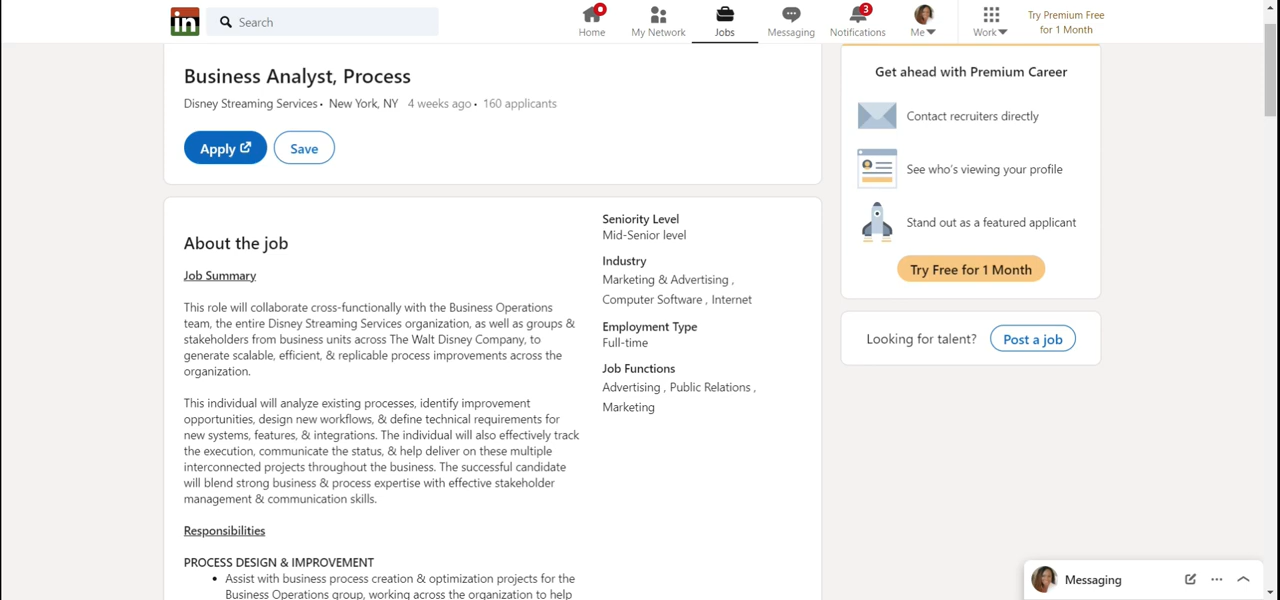 in
Search
Home
My Network
Jobs
Messaging
3
Notifications
Me
Work
Try Premium Free
for 1 Month
Business Analyst, Process
Disney Streaming Services • New York, NY 4 weeks ago • 160 applicants
Apply
Save
About the job
Job Summary
This role will collaborate cross-functionally with the Business Operations
team, the entire Disney Streaming Services organization, as well as groups &
stakeholders from business units across The Walt Disney Company, to
generate scalable, efficient, & replicable process improvements across the
organization.
This individual will analyze existing processes, identify improvement
opportunities, design new workflows, & define technical requirements for
new systems, features, & integrations. The individual will also effectively track
the execution, communicate the status, & help deliver on these multiple
interconnected projects throughout the business. The successful candidate
will blend strong business & process expertise with effective stakeholder
management & communication skills.
Responsibilities
PROCESS DESIGN & IMPROVEMENT
• Assist with business process creation & optimization projects for the
Business Operations group, working across the organization to help
Seniority Level
Mid-Senior level
Industry
Marketing & Advertising ,
Computer Software , Internet
Employment Type
Full-time
Job Functions
Advertising , Public Relations ,
Marketing
Get ahead with Premium Career
Contact recruiters directly
See who's viewing your profile
Stand out as a featured applicant
Try Free for 1 Month
Looking for talent?
Post a job
Messaging